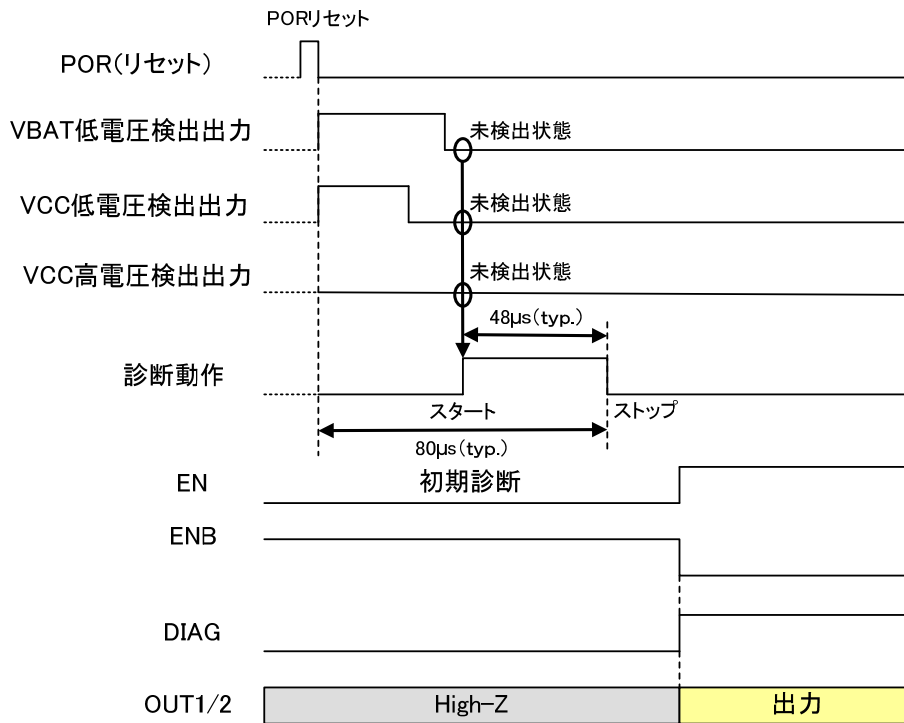 PORリセット
POR(リセット)
VBAT低電圧検出出力
未検出状態
VCC低電圧検出出力
未検出状態
VCC高電圧検出出力
未検出状態
48μs(typ.)
診断動作
スタート
ストップ
80μs(typ.)
EN
初期診断
ENB
DIAG
OUT1/2
High-Z
出力